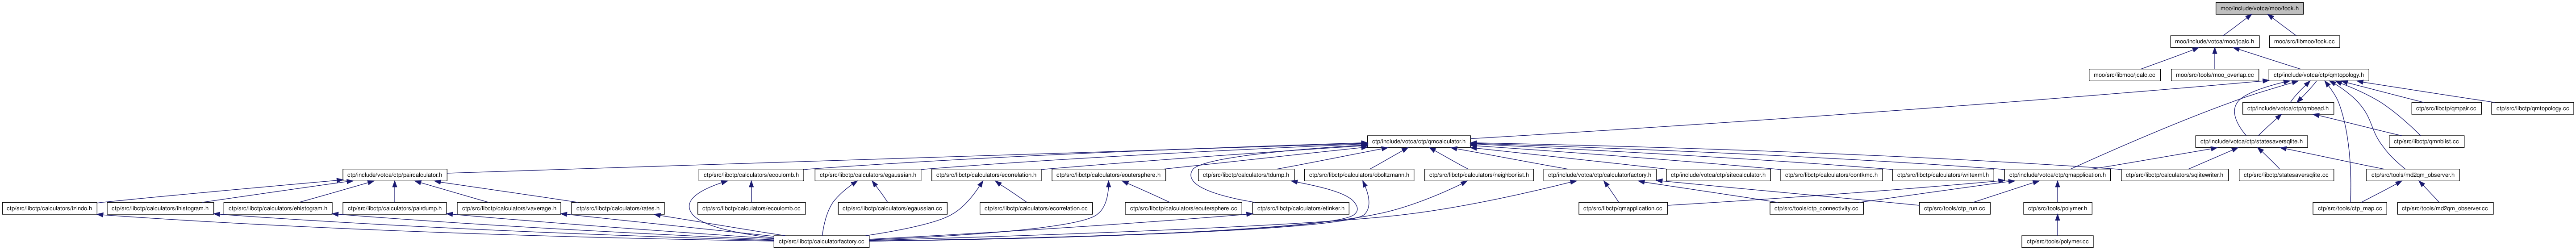 moo/include/votca/moo/fock.h
moo/include/votca/moo/jcalc.h
moo/src/libmoo/fock.cc
moo/src/libmoo/jcalc.cc
moo/src/tools/moo_overlap.cc
ctp/include/votca/ctp/qmtopology.h
ctp/include/votca/ctp/qmbead.h
ctp/src/libctp/qmpair.cc
ctp/src/libctp/qmtopology.cc
ctp/include/votca/ctp/qmcalculator.h
ctp/include/votca/ctp/statesaversqlite.h
ctp/src/libctp/qmnblist.cc
ctp/include/votca/ctp/paircalculator.h
ctp/src/libctp/calculators/ecoulomb.h
ctp/src/libctp/calculators/egaussian.h
ctp/src/libctp/calculators/ecorrelation.h
ctp/src/libctp/calculators/eoutersphere.h
ctp/src/libctp/calculators/tdump.h
ctp/src/libctp/calculators/oboltzmann.h
ctp/src/libctp/calculators/neighborlist.h
ctp/include/votca/ctp/calculatorfactory.h
ctp/include/votca/ctp/sitecalculator.h
ctp/src/libctp/calculators/contkmc.h
ctp/src/libctp/calculators/writexml.h
ctp/include/votca/ctp/qmapplication.h
ctp/src/libctp/calculators/sqlitewriter.h
ctp/src/libctp/statesaversqlite.cc
ctp/src/tools/md2qm_observer.h
ctp/src/libctp/calculators/izindo.h
ctp/src/libctp/calculators/ihistogram.h
ctp/src/libctp/calculators/ehistogram.h
ctp/src/libctp/calculators/pairdump.h
ctp/src/libctp/calculators/vaverage.h
ctp/src/libctp/calculators/rates.h
ctp/src/libctp/calculators/ecoulomb.cc
ctp/src/libctp/calculators/egaussian.cc
ctp/src/libctp/calculators/ecorrelation.cc
ctp/src/libctp/calculators/eoutersphere.cc
ctp/src/libctp/calculators/etinker.h
ctp/src/libctp/qmapplication.cc
ctp/src/tools/ctp_connectivity.cc
ctp/src/tools/ctp_run.cc
ctp/src/tools/polymer.h
ctp/src/tools/ctp_map.cc
ctp/src/tools/md2qm_observer.cc
ctp/src/libctp/calculatorfactory.cc
ctp/src/tools/polymer.cc